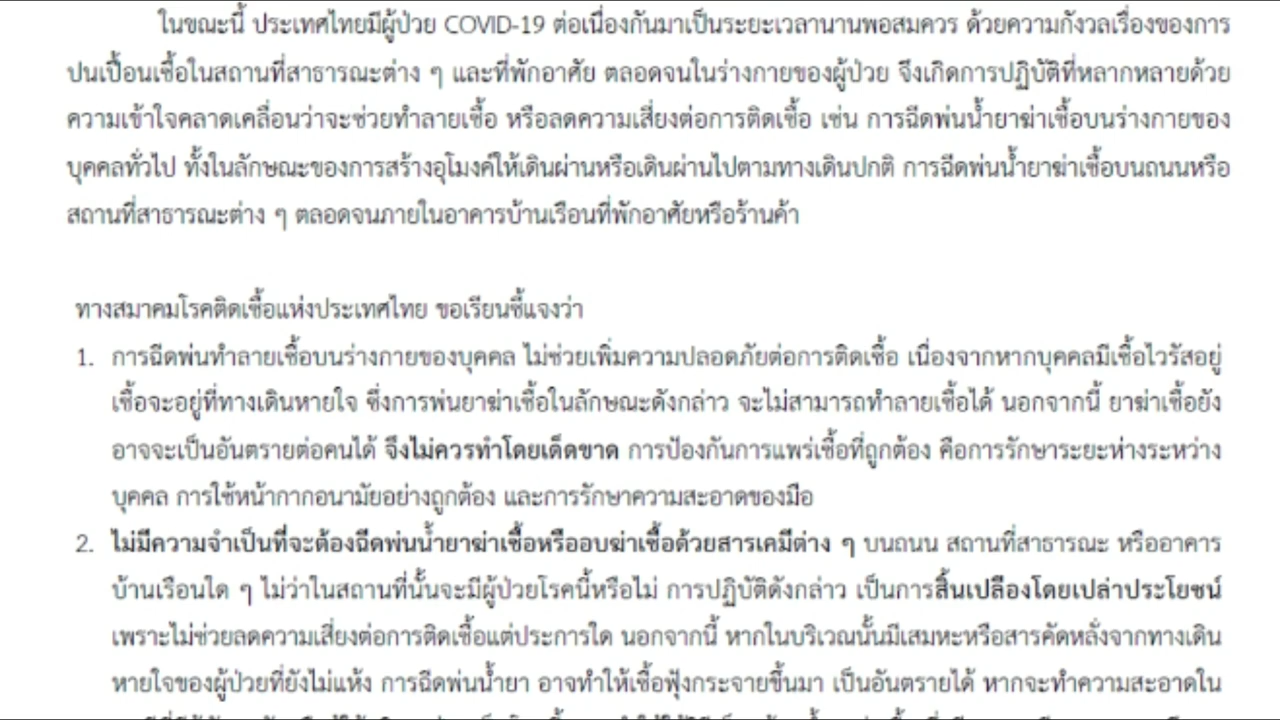 ในขณะนี้ ประเทศไทยมีผู้ป่วย COVID-19 ต่อเนื่องกันมาเป็นระยะเวลานานพอสมควร ด้วยความกังวลเรื่องของการ
ปนเปื้อนเชื้อในสถานที่สาธารณะต่าง ๆ และที่พักอาศัย ตลอดจนในร่างกายของผู้ป่วย จึงเกิดการปฏิบัติที่หลากหลายด้วย
ความเข้าใจคลาดเคลื่อนว่าจะช่วยทำลายเชื้อ หรือลดความเสี่ยงต่อการติดเชื้อ เช่น การฉีดพ่นน้ำยาฆ่าเชื้อบนร่างกายของ
บุคคลทั่วไป ทั้งในลักษณะของการสร้างอุโมงค์ให้เดินผ่านหรือเดินผ่านไปตามทางเดินปกติ การฉีดพ่นน้ำยาฆ่าเชื้อบนถนนหรือ
สถานที่สาธารณะต่าง ๆ ตลอดจนภายในอาคารบ้านเรือนที่พักอาศัยหรือร้านค้า
ทางสมาคมโรคติดเชื้อแห่งประเทศไทย ขอเรียนชี้แจงว่า
1. การฉีดพ่นทำลายเชื้อบนร่างกายของบุคคล ไม่ช่วยเพิ่มความปลอดภัยต่อการติดเชื้อ เนื่องจากหากบุคคลมีเชื้อไวรัสอยู่
เชื้อจะอยู่ที่ทางเดินหายใจ ซึ่งการพ่นยาฆ่าเชื้อในลักษณะดังกล่าว จะไม่สามารถทำลายเชื้อได้ นอกจากนี้ ยาฆ่าเชื้อยัง
อาจจะเป็นอันตรายต่อคนได้ จึงไม่ควรทำโดยเด็ดขาด การป้องกันการแพร่เชื้อที่ถูกต้อง คือการรักษาระยะห่างระหว่าง
บุคคล การใช้หน้ากากอนามัยอย่างถูกต้อง และการรักษาความสะอาดของมือ
2. ไม่มีความจำเป็นที่จะต้องฉีดพ่นน้ำยาฆ่าเชื้อหรืออบฆ่าเชื้อด้วยสารเคมีต่าง ๆ บนถนน สถานที่สาธารณะ หรืออาคาร
บ้านเรือนใด ๆ ไม่ว่าในสถานที่นั้นจะมีผู้ป่วยโรคนี้หรือไม่ การปฏิบัติดังกล่าว เป็นการสิ้นเปลืองโดยเปล่าประโยชน์
เพราะไม่ช่วยลดความเสี่ยงต่อการติดเชื้อแต่ประการใด นอกจากนี้ หากในบริเวณนั้นมีเสมหะหรือสารคัดหลั่งจากทางเดิน
หายใจของผู้ป่วยที่ยังไม่แห้ง การฉีดพ่นน้ำยา อาจทำให้เชื้อฟุ้งกระจายขึ้นมา เป็นอันตรายได้ หากจะทำความสะอาดใน